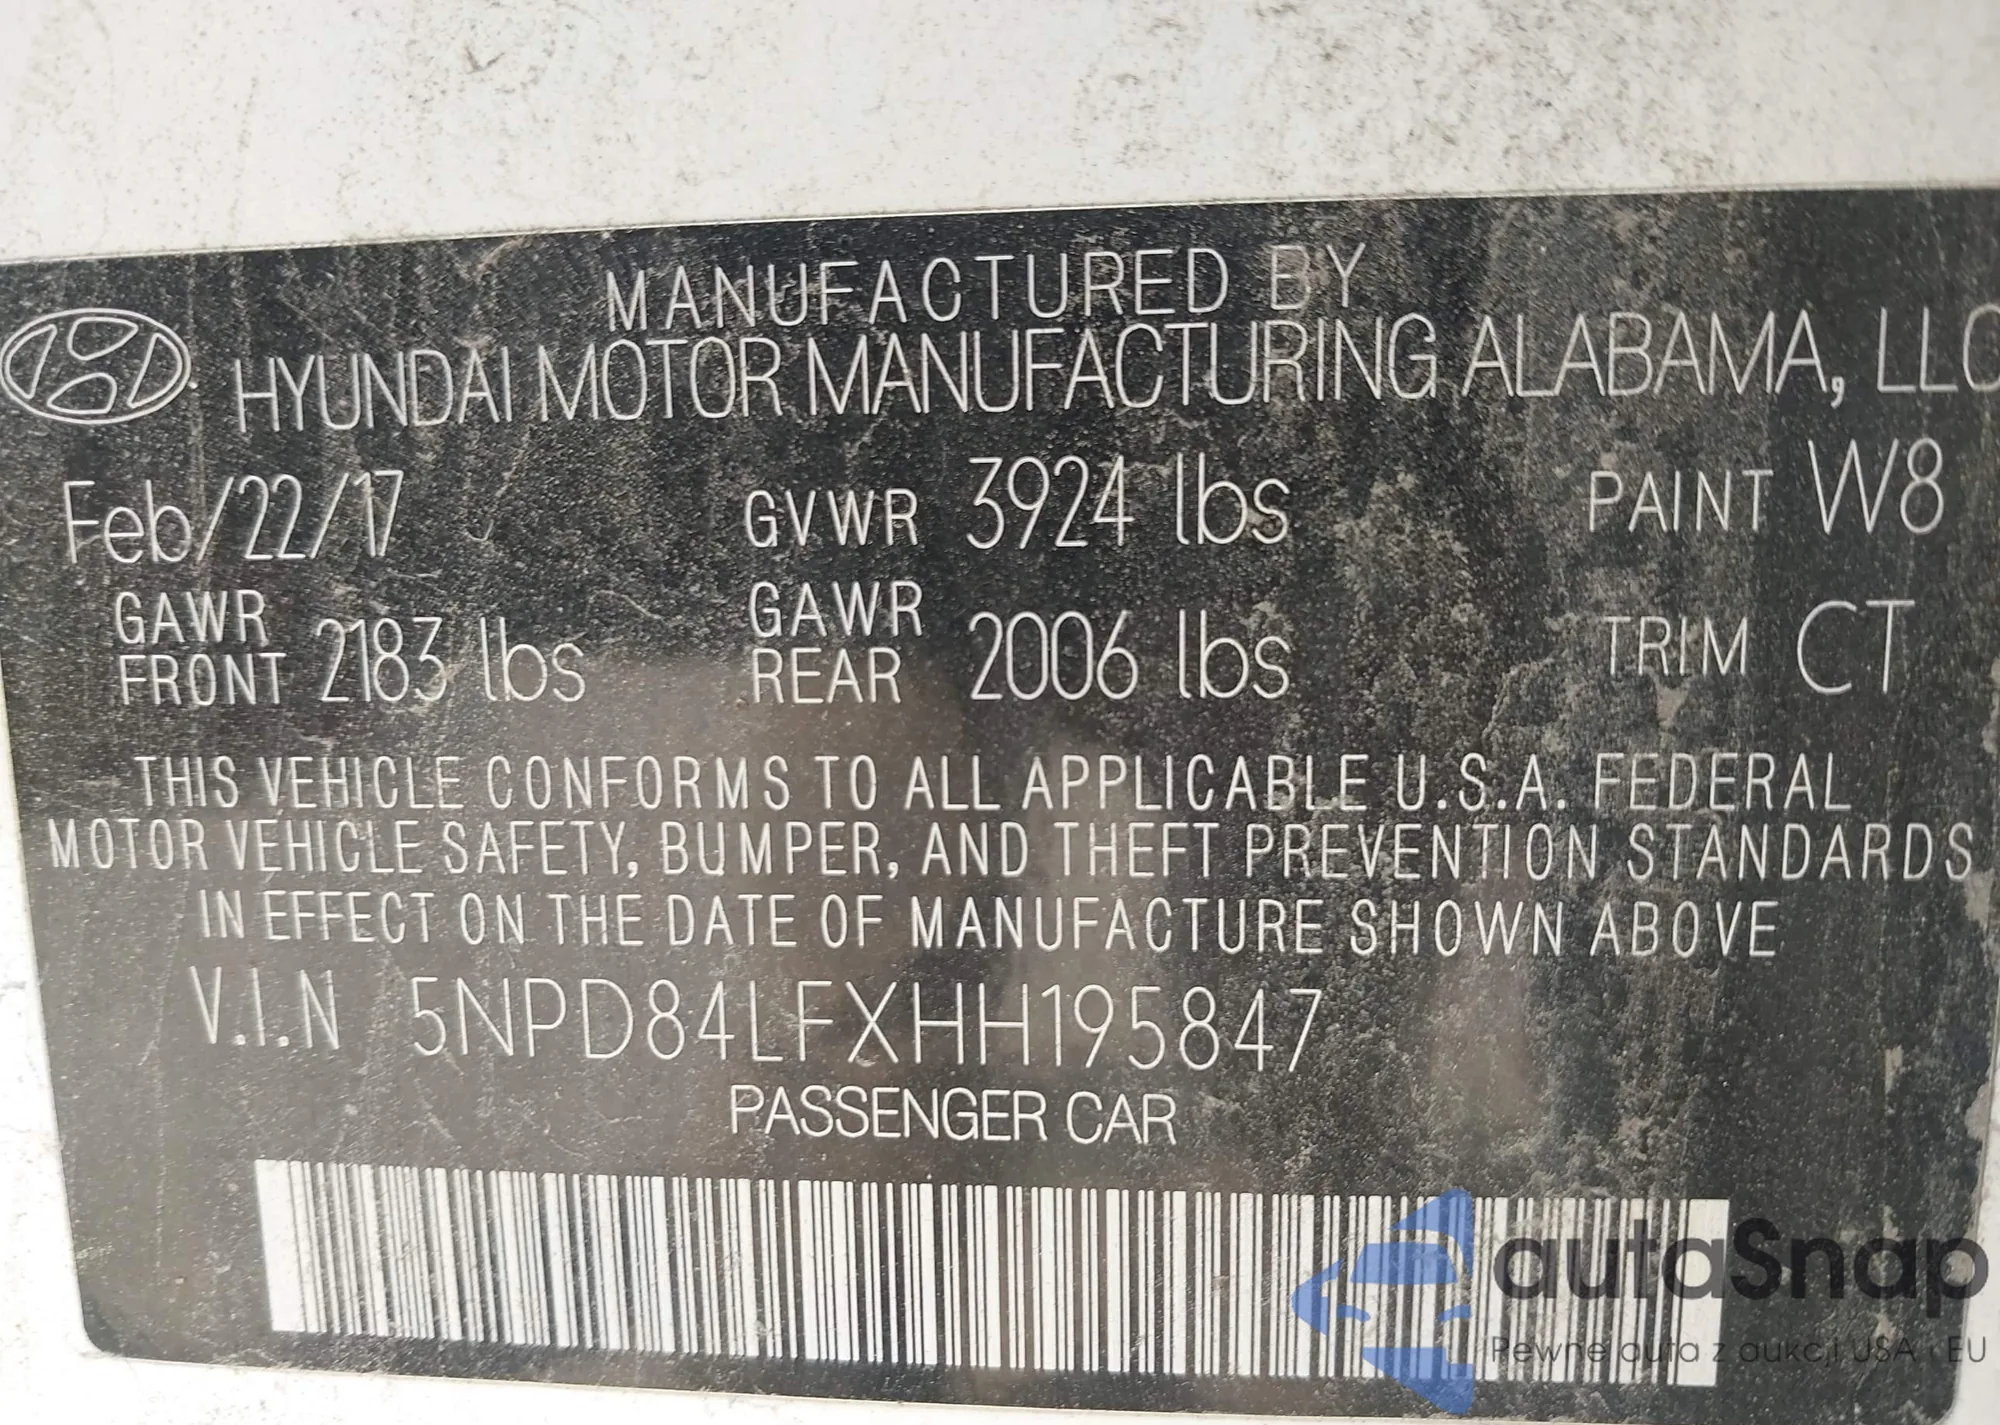 MANUFACTURED BY
HYUNDAI MOTOR MANUFACTURING ALABAMA, LLC
Feb/22/17 GVWR 3924 lbs PAINT W8
GAWR FRONT 2183 lbs GAWR REAR 2006 lbs TRIM CT
THIS VEHICLE CONFORMS TO ALL APPLICABLE U.S.A. FEDERAL
MOTOR VEHICLE SAFETY, BUMPER, AND THEFT PREVENTION STANDARDS
IN EFFECT ON THE DATE OF MANUFACTURE SHOWN ABOVE
V.I.N 5NPD84LFXHH195847
PASSENGER CAR
autaSnap
Pewne auta z aukcji USA i EU